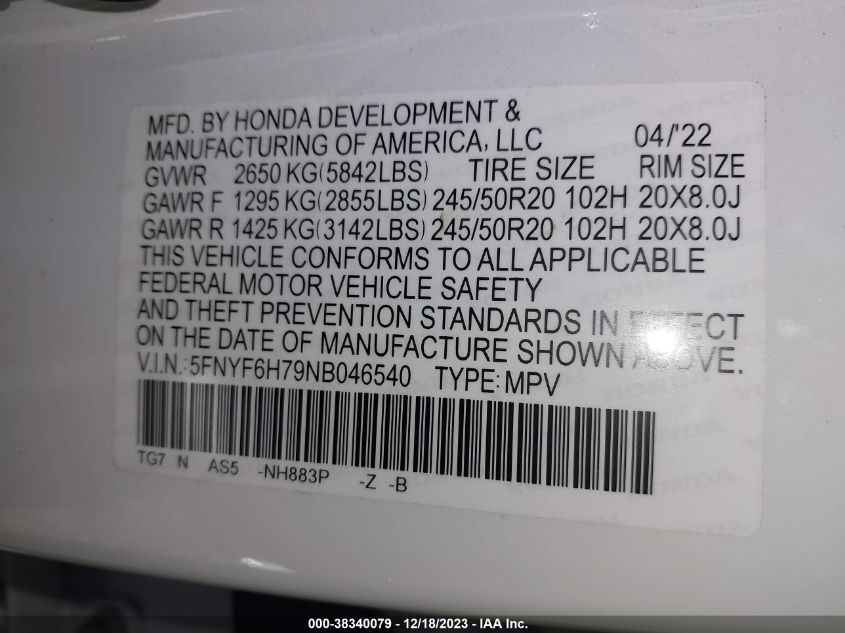 MFD. BY HONDA DEVELOPMENT &
MANUFACTURING OF AMERICA, LLC 04/'22
GVWR 2650 KG(5842LBS) TIRE SIZE RIM SIZE
GAWR F 1295 KG(2855LBS) 245/50R20 102H 20X8.0J
GAWR R 1425 KG(3142LBS) 245/50R20 102H 20X8.0J
THIS VEHICLE CONFORMS TO ALL APPLICABLE
FEDERAL MOTOR VEHICLE SAFETY
AND THEFT PREVENTION STANDARDS IN EFFECT
ON THE DATE OF MANUFACTURE SHOWN ABOVE.
V.I.N.: 5FNYF6H79NB046540 TYPE: MPV
TG7 N AS5 -NH883P -Z -B
000-38340079 - 12/18/2023 - IAA Inc.